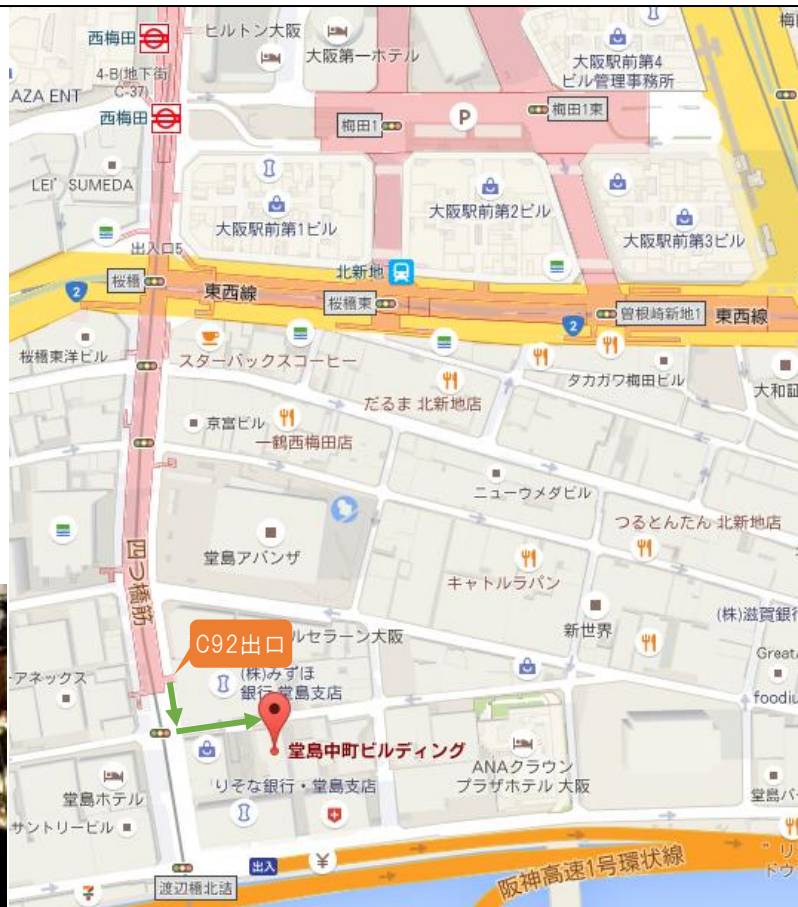 西梅田
ヒルトン大阪
大阪第一ホテル
大阪駅前第4
ビル管理事務所
4-B(地下街
C-37)
AZA ENT
西梅田
梅田1
P
梅田1東
LEI' SUMEDA
大阪駅前第1ビル
大阪駅前第2ビル
大阪駅前第3ビル
出入口5
北新地
桜橋
2
東西線
桜橋東
曽根崎新地1
東西線
2
桜橋東洋ビル
スターバックスコーヒー
タカガワ梅田ビル
大和証
だるま 北新地店
京富ビル
一鶴西梅田店
ニューウメダビル
つるとんたん 北新地店
堂島アバンザ
キャトルラパン
四つ橋筋
新世界
(株)滋賀銀行
C92出口
ルセラーン大阪
Great
(株)みずほ
銀行 堂島支店
ーアネックス
foodiu
堂島中町ビルディング
ANAクラウン
プラザホテル 大阪
りそな銀行・堂島支店
堂島ホテル
堂島バ
サントリービル
出入
¥
阪神高速1号環状線
リ
ドウ
7
渡辺橋北詰